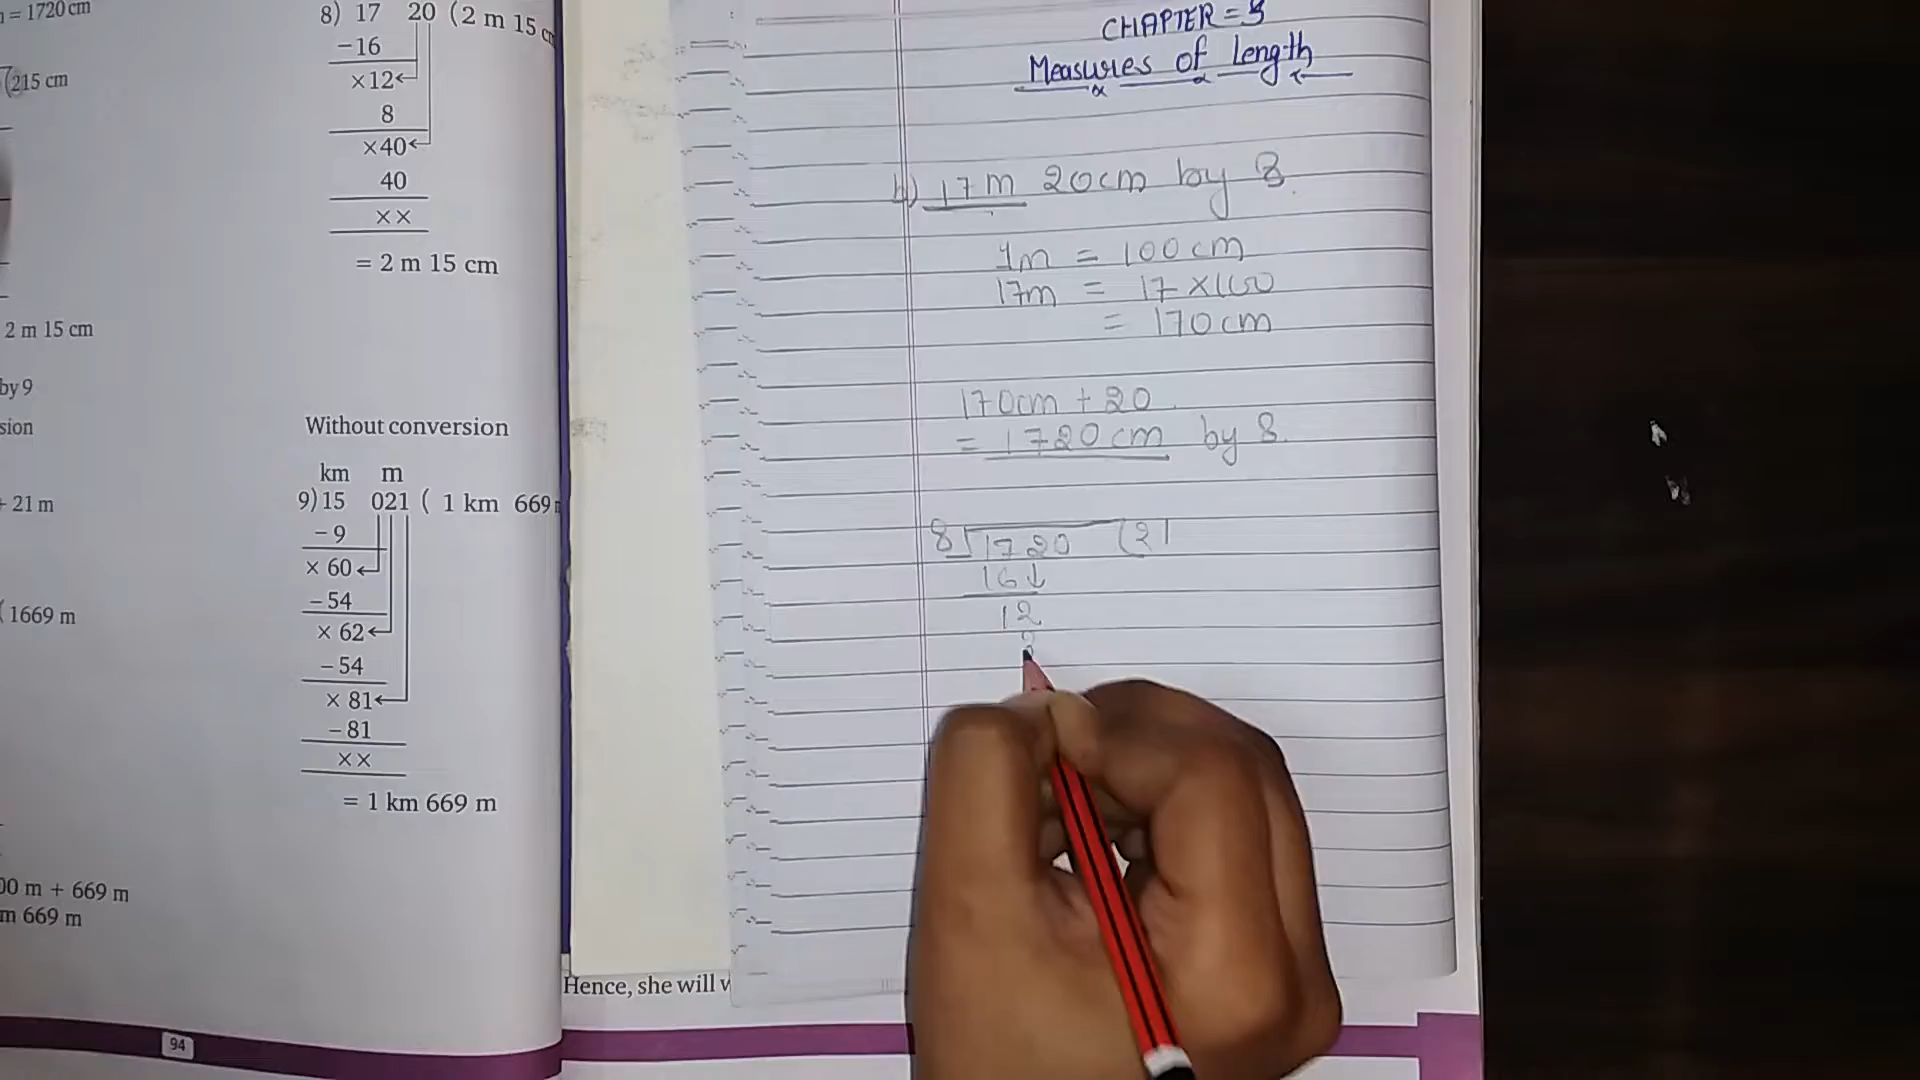 = 1720 cm
(215 cm
2 m 15 cm
by 9
sion
+ 21 m
( 1669 m
00 m + 669 m
m 669 m
8) 17 20 ( 2 m 15 cm
−16
×12
8
×40
40
××
= 2 m 15 cm
Without conversion
km m
9) 15 021 ( 1 km 669
−9
× 60
−54
× 62
−54
× 81
−81
××
= 1 km 669 m
94
Hence, she will
CHAPTER = 5
Measures of length
b) 17m 20cm by 8.
1m = 100 cm
17m = 17 × 100
= 170 cm
170cm + 20
= 1720 cm by 8.
8 1720 (21
16↓
12
8